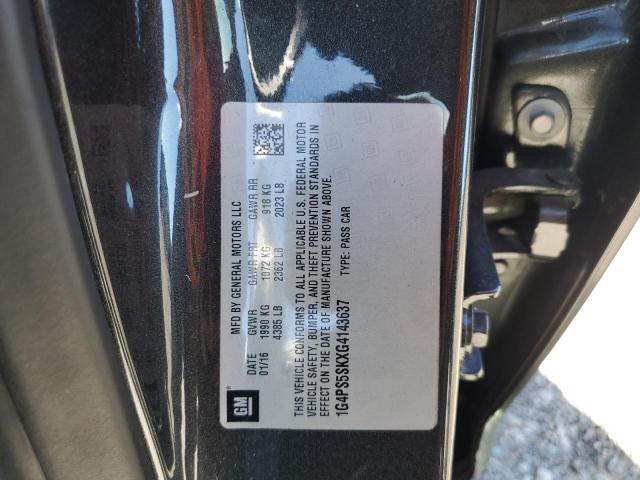 MFD BY GENERAL MOTORS LLC
DATE GVWR GAWR FRT GAWR RR
01/16 1990 KG 1072 KG 918 KG
4385 LB 2362 LB 2023 LB
THIS VEHICLE CONFORMS TO ALL APPLICABLE U.S. FEDERAL MOTOR
VEHICLE SAFETY, BUMPER, AND THEFT PREVENTION STANDARDS IN
EFFECT ON THE DATE OF MANUFACTURE SHOWN ABOVE.
TYPE: PASS CAR
1G4PS5SKXG4143637
GM®